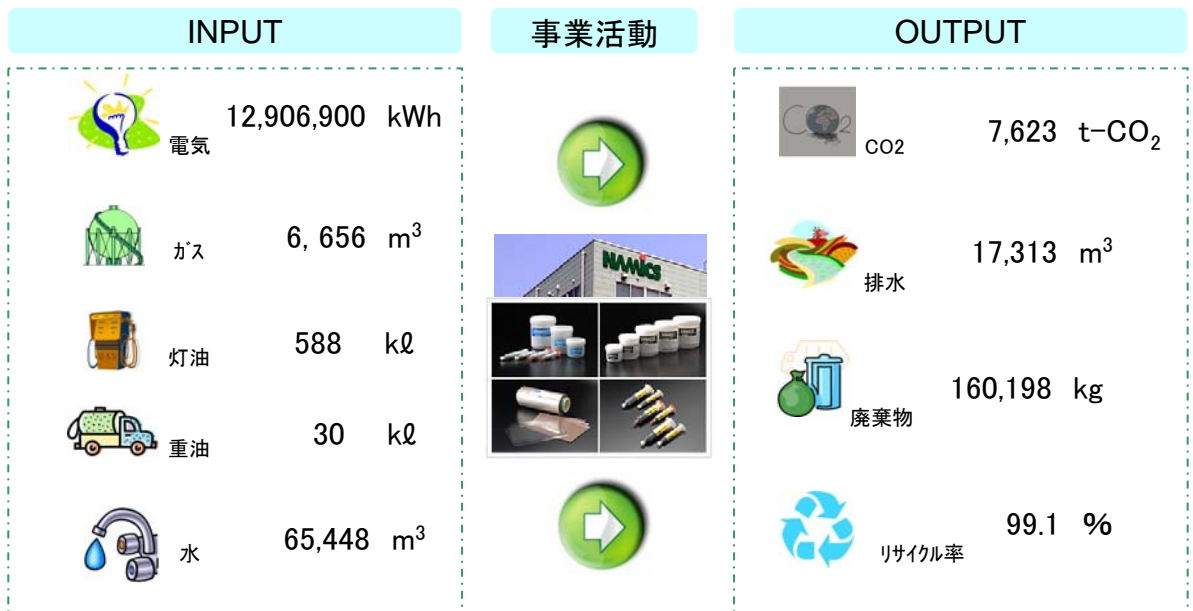 INPUT
事業活動
OUTPUT
電気 12,906,900 kWh
ガス 6, 656 m³
灯油 588 kℓ
重油 30 kℓ
水 65,448 m³
NAMICS
CO2 7,623 t-CO₂
排水 17,313 m³
廃棄物 160,198 kg
リサイクル率 99.1 %